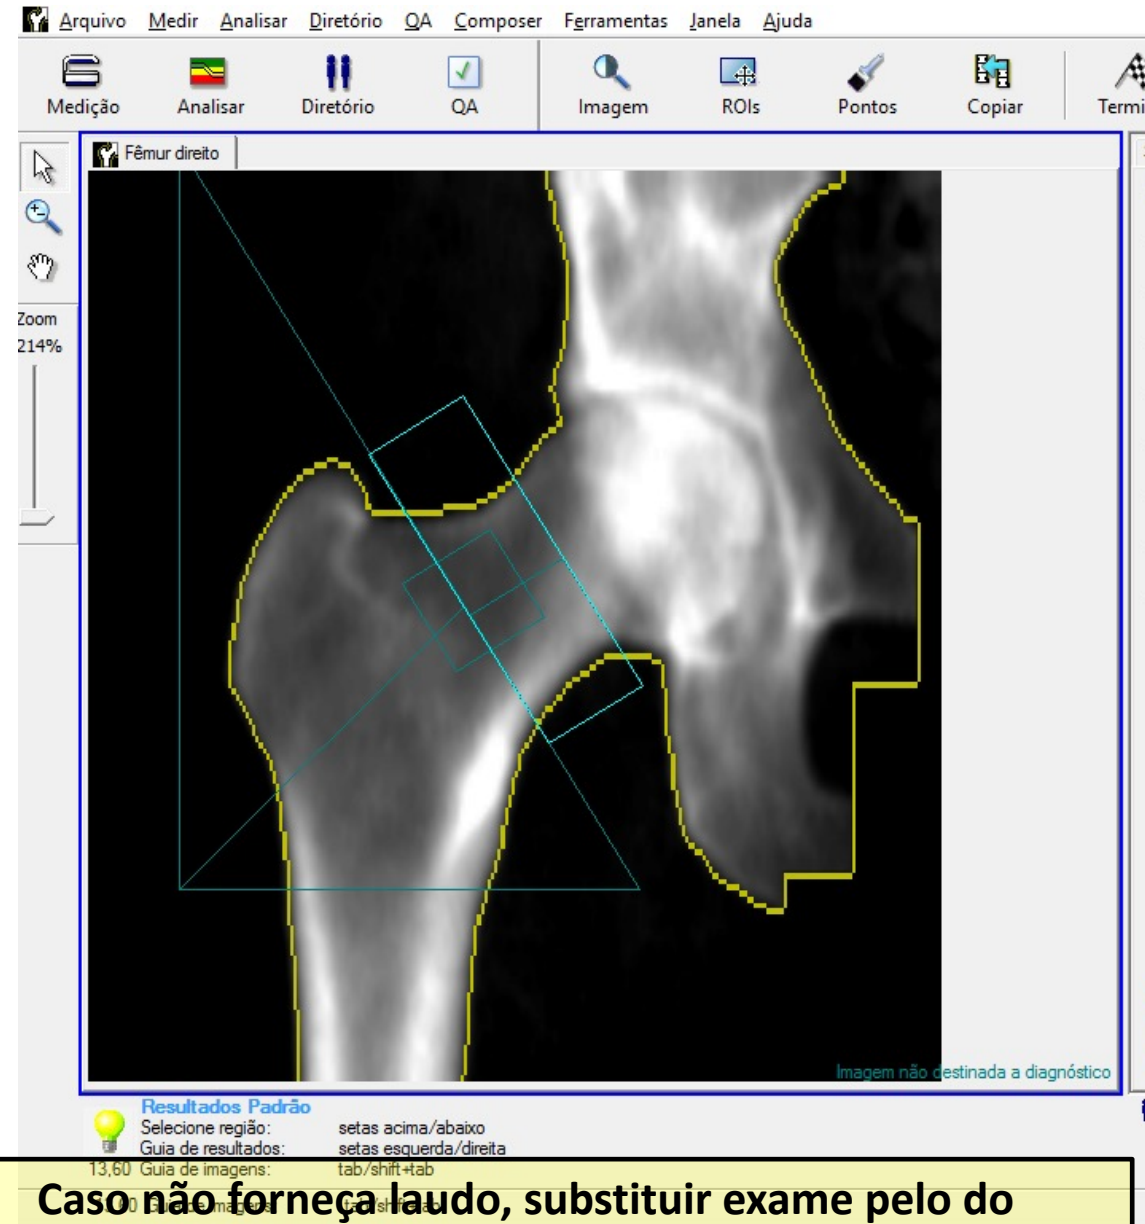 Arquivo Medir Analisar Diretório QA Composer Ferramentas Janela Ajuda
Medição Analisar Diretório QA Imagem ROIs Pontos Copiar Termi
Fêmur direito
Zoom
214%
Imagem não destinada a diagnóstico
Resultados Padrão
Selecione região: setas acima/abaixo
Guia de resultados: setas esquerda/direita
13,60 Guia de imagens: tab/shift+tab
Caso não forneça laudo, substituir exame pelo do